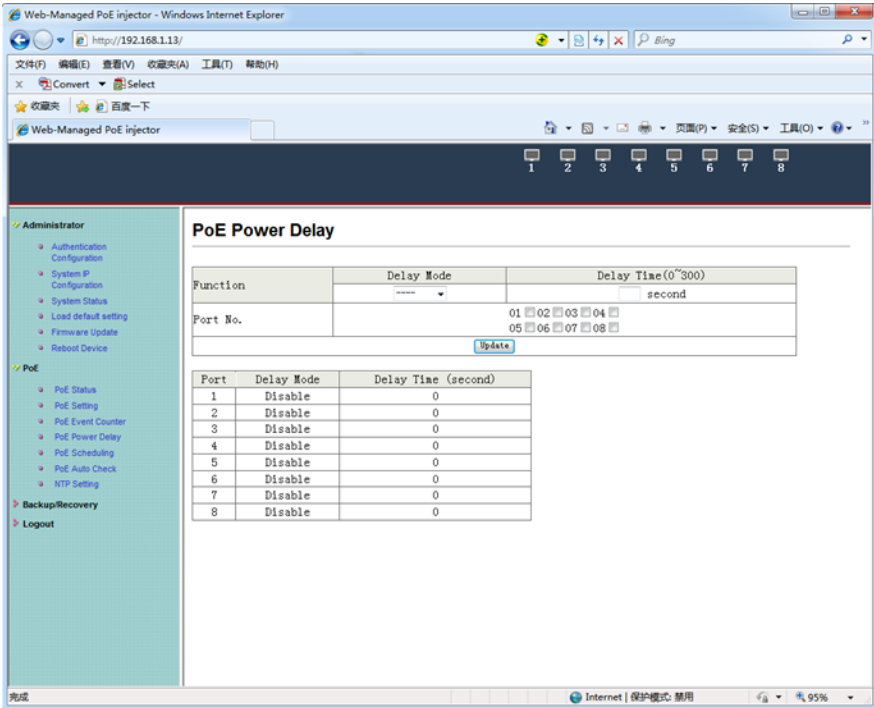 Web-Managed PoE injector - Windows Internet Explorer
http://192.168.1.13/
Bing
文件(F) 编辑(E) 查看(V) 收藏夹(A) 工具(T) 帮助(H)
x Convert Select
收藏夹 百度一下
Web-Managed PoE injector
页面(P) 安全(S) 工具(O)
1 2 3 4 5 6 7 8
Administrator
Authentication
Configuration
System IP
Configuration
System Status
Load default setting
Firmware Update
Reboot Device
PoE
PoE Status
PoE Setting
PoE Event Counter
PoE Power Delay
PoE Scheduling
PoE Auto Check
NTP Setting
Backup/Recovery
Logout
PoE Power Delay
Function Delay Mode Delay Time(0~300)
---- second
Port No. 01 02 03 04
05 06 07 08
Update
Port Delay Mode Delay Time (second)
1 Disable 0
2 Disable 0
3 Disable 0
4 Disable 0
5 Disable 0
6 Disable 0
7 Disable 0
8 Disable 0
完成 Internet | 保护模式: 禁用 95%